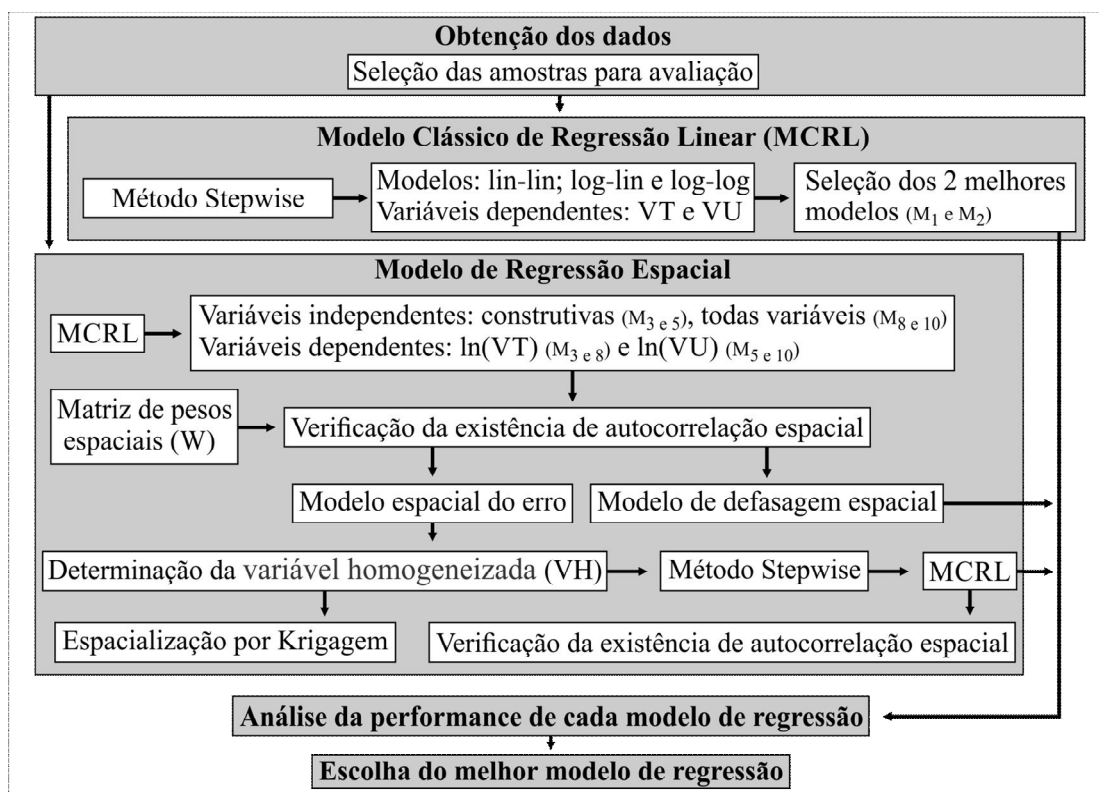 Obtenção dos dados
Seleção das amostras para avaliação
Modelo Clássico de Regressão Linear (MCRL)
Método Stepwise
Modelos: lin-lin; log-lin e log-log
Variáveis dependentes: VT e VU
Seleção dos 2 melhores
modelos (M1 e M2)
Modelo de Regressão Espacial
MCRL
Variáveis independentes: construtivas (M3 e 5), todas variáveis (M8 e 10)
Variáveis dependentes: ln(VT) (M3 e 8) e ln(VU) (M5 e 10)
Matriz de pesos
espaciais (W)
Verificação da existência de autocorrelação espacial
Modelo espacial do erro
Modelo de defasagem espacial
Determinação da variável homogeneizada (VH)
Método Stepwise
MCRL
Espacialização por Krigagem
Verificação da existência de autocorrelação espacial
Análise da performance de cada modelo de regressão
Escolha do melhor modelo de regressão